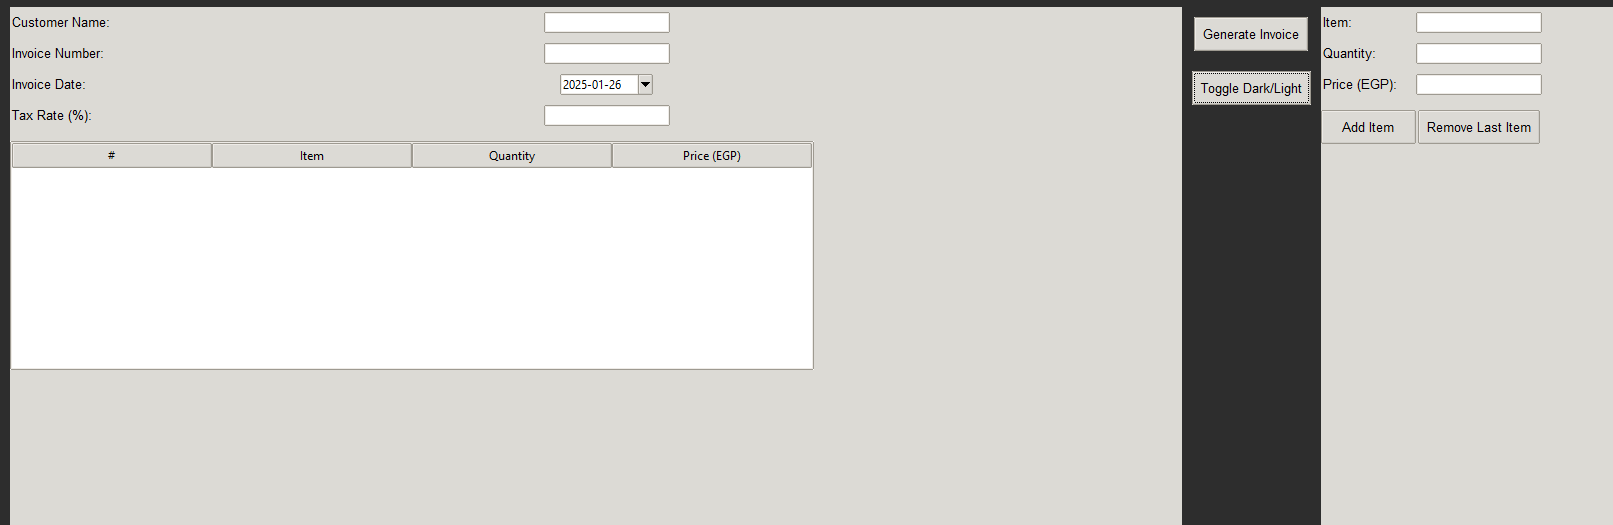 Customer Name:
Invoice Number:
Invoice Date: 2025-01-26
Tax Rate (%):
# Item Quantity Price (EGP)
Generate Invoice
Toggle Dark/Light
Item:
Quantity:
Price (EGP):
Add Item Remove Last Item